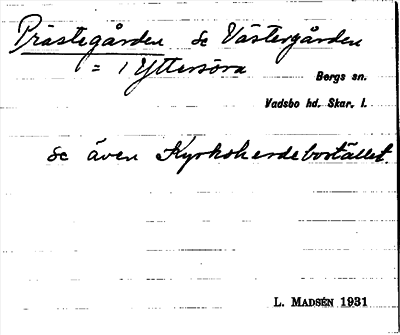 Prästegården se Västergården
= i Yttersöra
Bergs sn.
Vadsbo hd. Skar. l.
se även Kyrkoherdebostället.
L. MADSÉN 1931